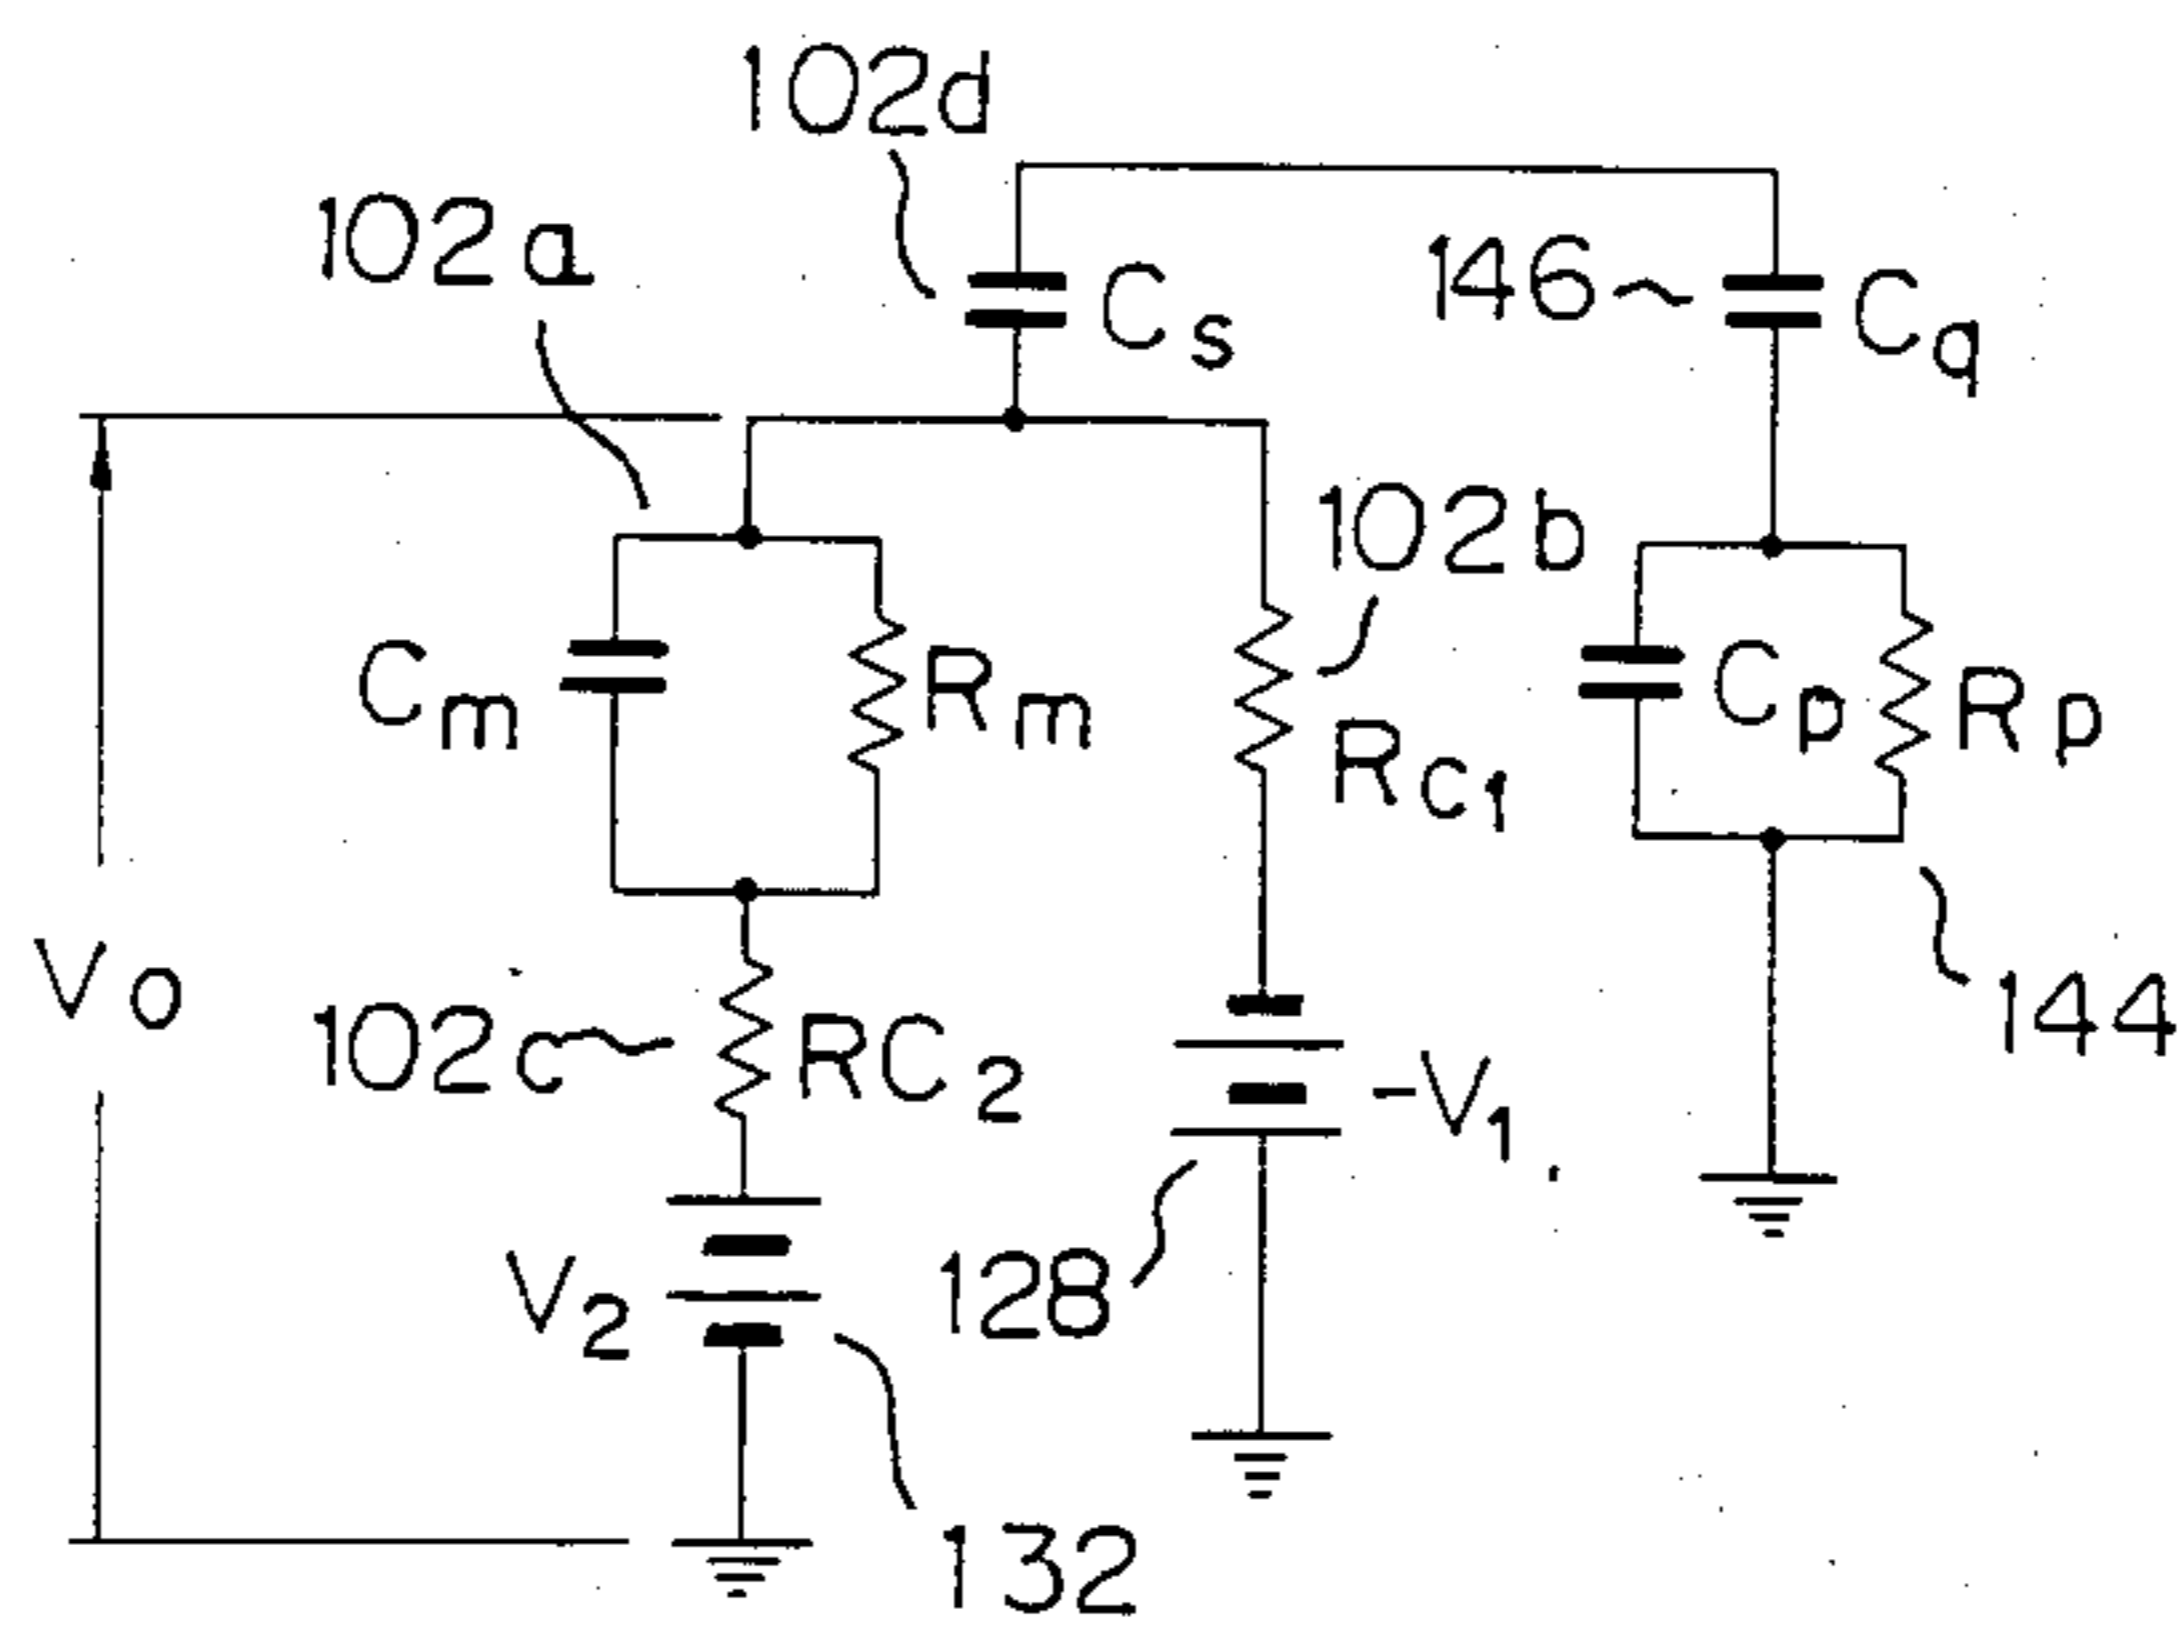 102d
102a
146
Cs
Cq
102b
Cm
Rm
Cp
Rp
Rc1
Vo
102c
RC2
144
-V1
V2
128
132